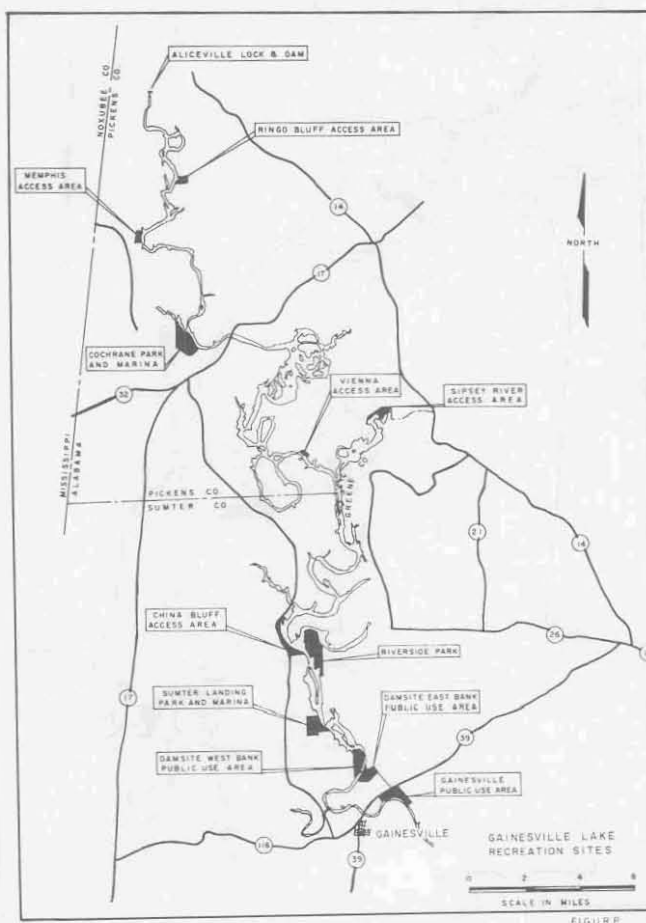 ALICEVILLE LOCK & DAM
NOXUBEE CO
PICKENS CO
RINGO BLUFF ACCESS AREA
MEMPHIS
ACCESS AREA
14
NORTH
17
COCHRANE PARK
AND MARINA
VIENNA
ACCESS AREA
SIPSEY RIVER
ACCESS AREA
32
MISSISSIPPI
ALABAMA
PICKENS CO
SUMTER CO
GREENE
21
14
CHINA BLUFF
ACCESS AREA
26
RIVERSIDE PARK
17
SUMTER LANDING
PARK AND MARINA
DAMSITE EAST BANK
PUBLIC USE AREA
39
DAMSITE WEST BANK
PUBLIC USE AREA
GAINESVILLE
PUBLIC USE AREA
GAINESVILLE
116
39
GAINESVILLE LAKE
RECREATION SITES
0 2 4 6
SCALE IN MILES
FIGURE